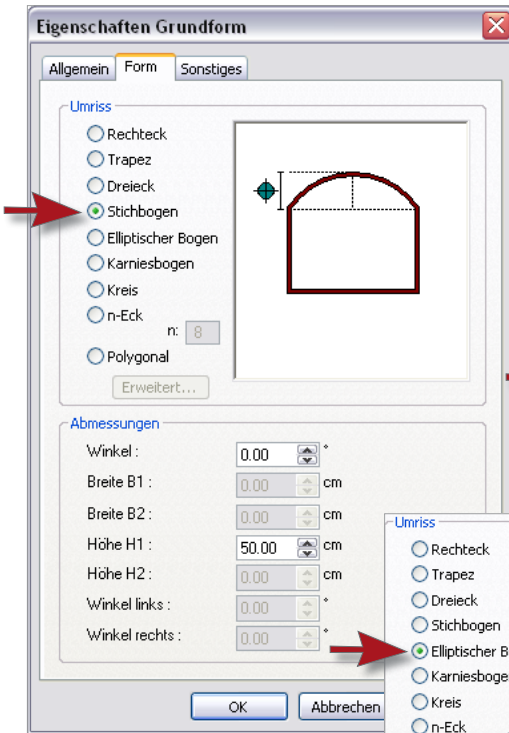 Eigenschaften Grundform
Allgemein Form Sonstiges
Umriss
Rechteck
Trapez
Dreieck
Stichbogen
Elliptischer Bogen
Karniesbogen
Kreis
n-Eck
n: 8
Polygonal
Erweitert...
Abmessungen
Winkel : 0.00 °
Breite B1 : 0.00 cm
Breite B2 : 0.00 cm
Höhe H1 : 50.00 cm
Höhe H2 : 0.00 cm
Winkel links : 0.00 °
Winkel rechts : 0.00 °
OK Abbrechen
Umriss
Rechteck
Trapez
Dreieck
Stichbogen
Elliptischer B
Karniesboge
Kreis
n-Eck